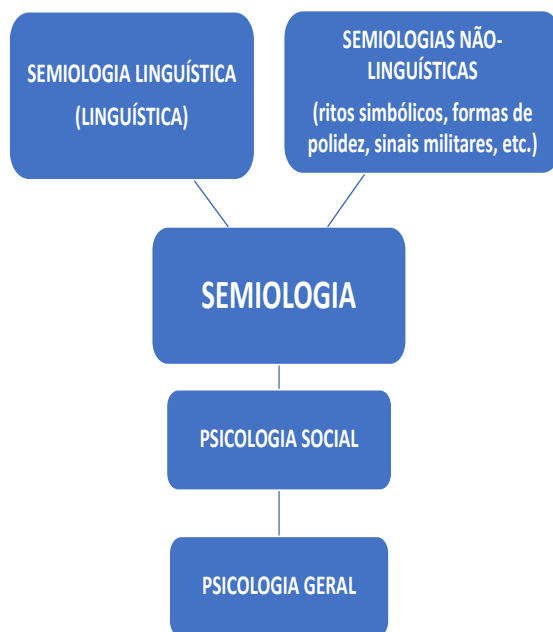 SEMIOLOGIA LINGUÍSTICA
(LINGUÍSTICA)
SEMIOLOGIAS NÃO-
LINGUÍSTICAS
(ritos simbólicos, formas de
polidez, sinais militares, etc.)
SEMIOLOGIA
PSICOLOGIA SOCIAL
PSICOLOGIA GERAL